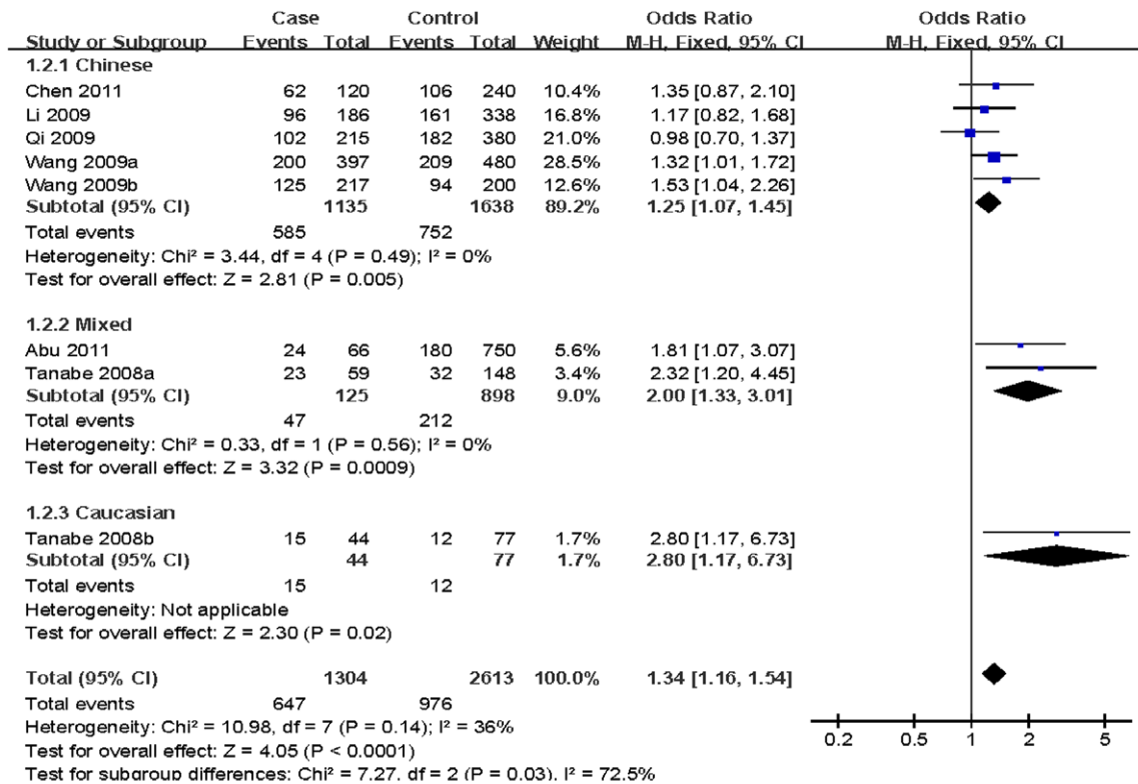 Case Control Odds Ratio Odds Ratio
Study or Subgroup Events Total Events Total Weight M-H, Fixed, 95% CI M-H, Fixed, 95% CI
1.2.1 Chinese
Chen 2011 62 120 106 240 10.4% 1.35 [0.87, 2.10]
Li 2009 96 186 161 338 16.8% 1.17 [0.82, 1.68]
Qi 2009 102 215 182 380 21.0% 0.98 [0.70, 1.37]
Wang 2009a 200 397 209 480 28.5% 1.32 [1.01, 1.72]
Wang 2009b 125 217 94 200 12.6% 1.53 [1.04, 2.26]
Subtotal (95% CI) 1135 1638 89.2% 1.25 [1.07, 1.45]
Total events 585 752
Heterogeneity: Chi² = 3.44, df = 4 (P = 0.49); I² = 0%
Test for overall effect: Z = 2.81 (P = 0.005)
1.2.2 Mixed
Abu 2011 24 66 180 750 5.6% 1.81 [1.07, 3.07]
Tanabe 2008a 23 59 32 148 3.4% 2.32 [1.20, 4.45]
Subtotal (95% CI) 125 898 9.0% 2.00 [1.33, 3.01]
Total events 47 212
Heterogeneity: Chi² = 0.33, df = 1 (P = 0.56); I² = 0%
Test for overall effect: Z = 3.32 (P = 0.0009)
1.2.3 Caucasian
Tanabe 2008b 15 44 12 77 1.7% 2.80 [1.17, 6.73]
Subtotal (95% CI) 44 77 1.7% 2.80 [1.17, 6.73]
Total events 15 12
Heterogeneity: Not applicable
Test for overall effect: Z = 2.30 (P = 0.02)
Total (95% CI) 1304 2613 100.0% 1.34 [1.16, 1.54]
Total events 647 976
Heterogeneity: Chi² = 10.98, df = 7 (P = 0.14); I² = 36%
Test for overall effect: Z = 4.05 (P < 0.0001)
Test for subgroup differences: Chi² = 7.27, df = 2 (P = 0.03), I² = 72.5%
0.2 0.5 1 2 5